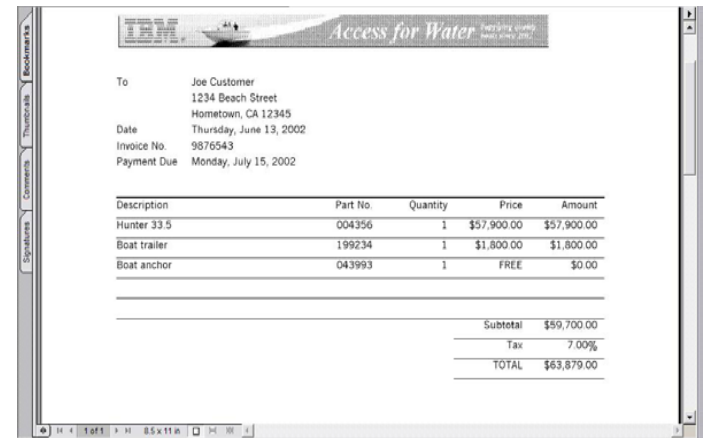 Bookmarks
Thumbnails
Comments
Signatures
IBM. Access for Water
To Joe Customer
1234 Beach Street
Hometown, CA 12345
Date Thursday, June 13, 2002
Invoice No. 9876543
Payment Due Monday, July 15, 2002
Description Part No. Quantity Price Amount
Hunter 33.5 004356 1 $57,900.00 $57,900.00
Boat trailer 199234 1 $1,800.00 $1,800.00
Boat anchor 043993 1 FREE $0.00
Subtotal $59,700.00
Tax 7.00%
TOTAL $63,879.00
1 of 1 8.5 x 11 in